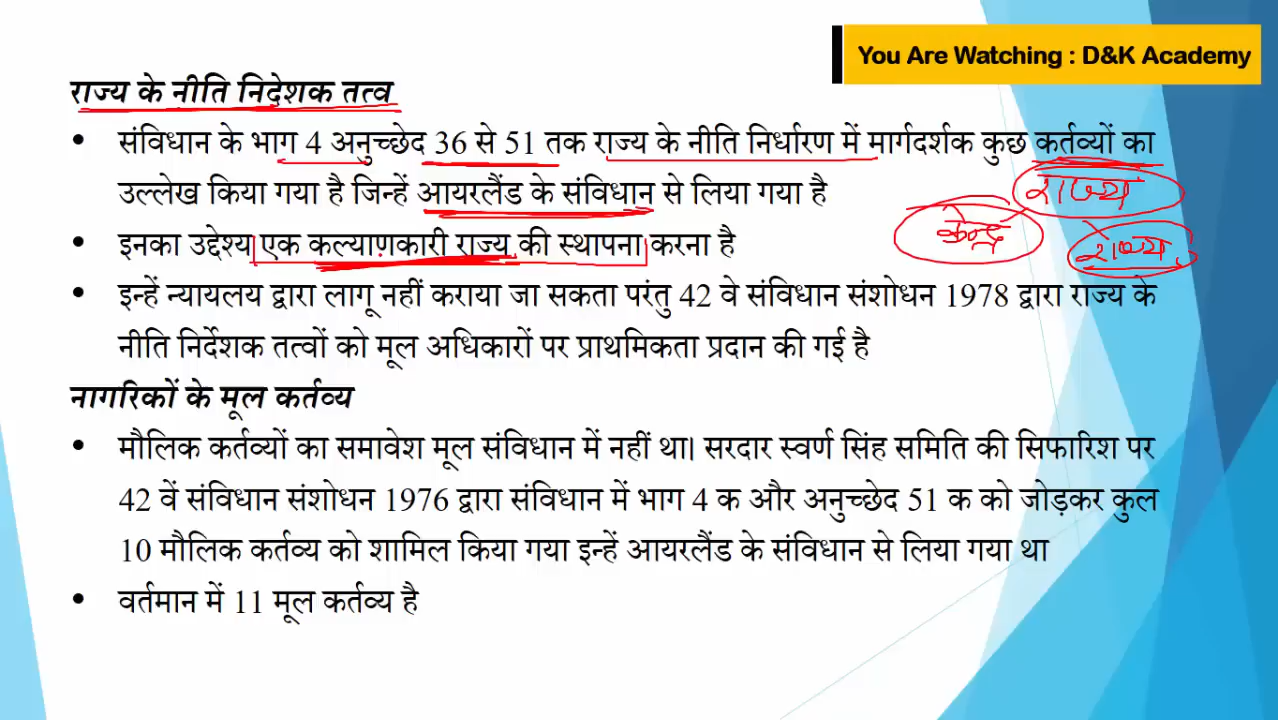 You Are Watching : D&K Academy
राज्य के नीति निदेशक तत्व
• संविधान के भाग 4 अनुच्छेद 36 से 51 तक राज्य के नीति निर्धारण में मार्गदर्शक कुछ कर्तव्यों का
उल्लेख किया गया है जिन्हें आयरलैंड के संविधान से लिया गया है
राज्य
केन्द्र
राज्य
• इनका उद्देश्य एक कल्याणकारी राज्य की स्थापना करना है
• इन्हें न्यायलय द्वारा लागू नहीं कराया जा सकता परंतु 42 वे संविधान संशोधन 1978 द्वारा राज्य के
नीति निर्देशक तत्वों को मूल अधिकारों पर प्राथमिकता प्रदान की गई है
नागरिकों के मूल कर्तव्य
• मौलिक कर्तव्यों का समावेश मूल संविधान में नहीं था। सरदार स्वर्ण सिंह समिति की सिफारिश पर
42 वें संविधान संशोधन 1976 द्वारा संविधान में भाग 4 क और अनुच्छेद 51 क को जोड़कर कुल
10 मौलिक कर्तव्य को शामिल किया गया इन्हें आयरलैंड के संविधान से लिया गया था
• वर्तमान में 11 मूल कर्तव्य है